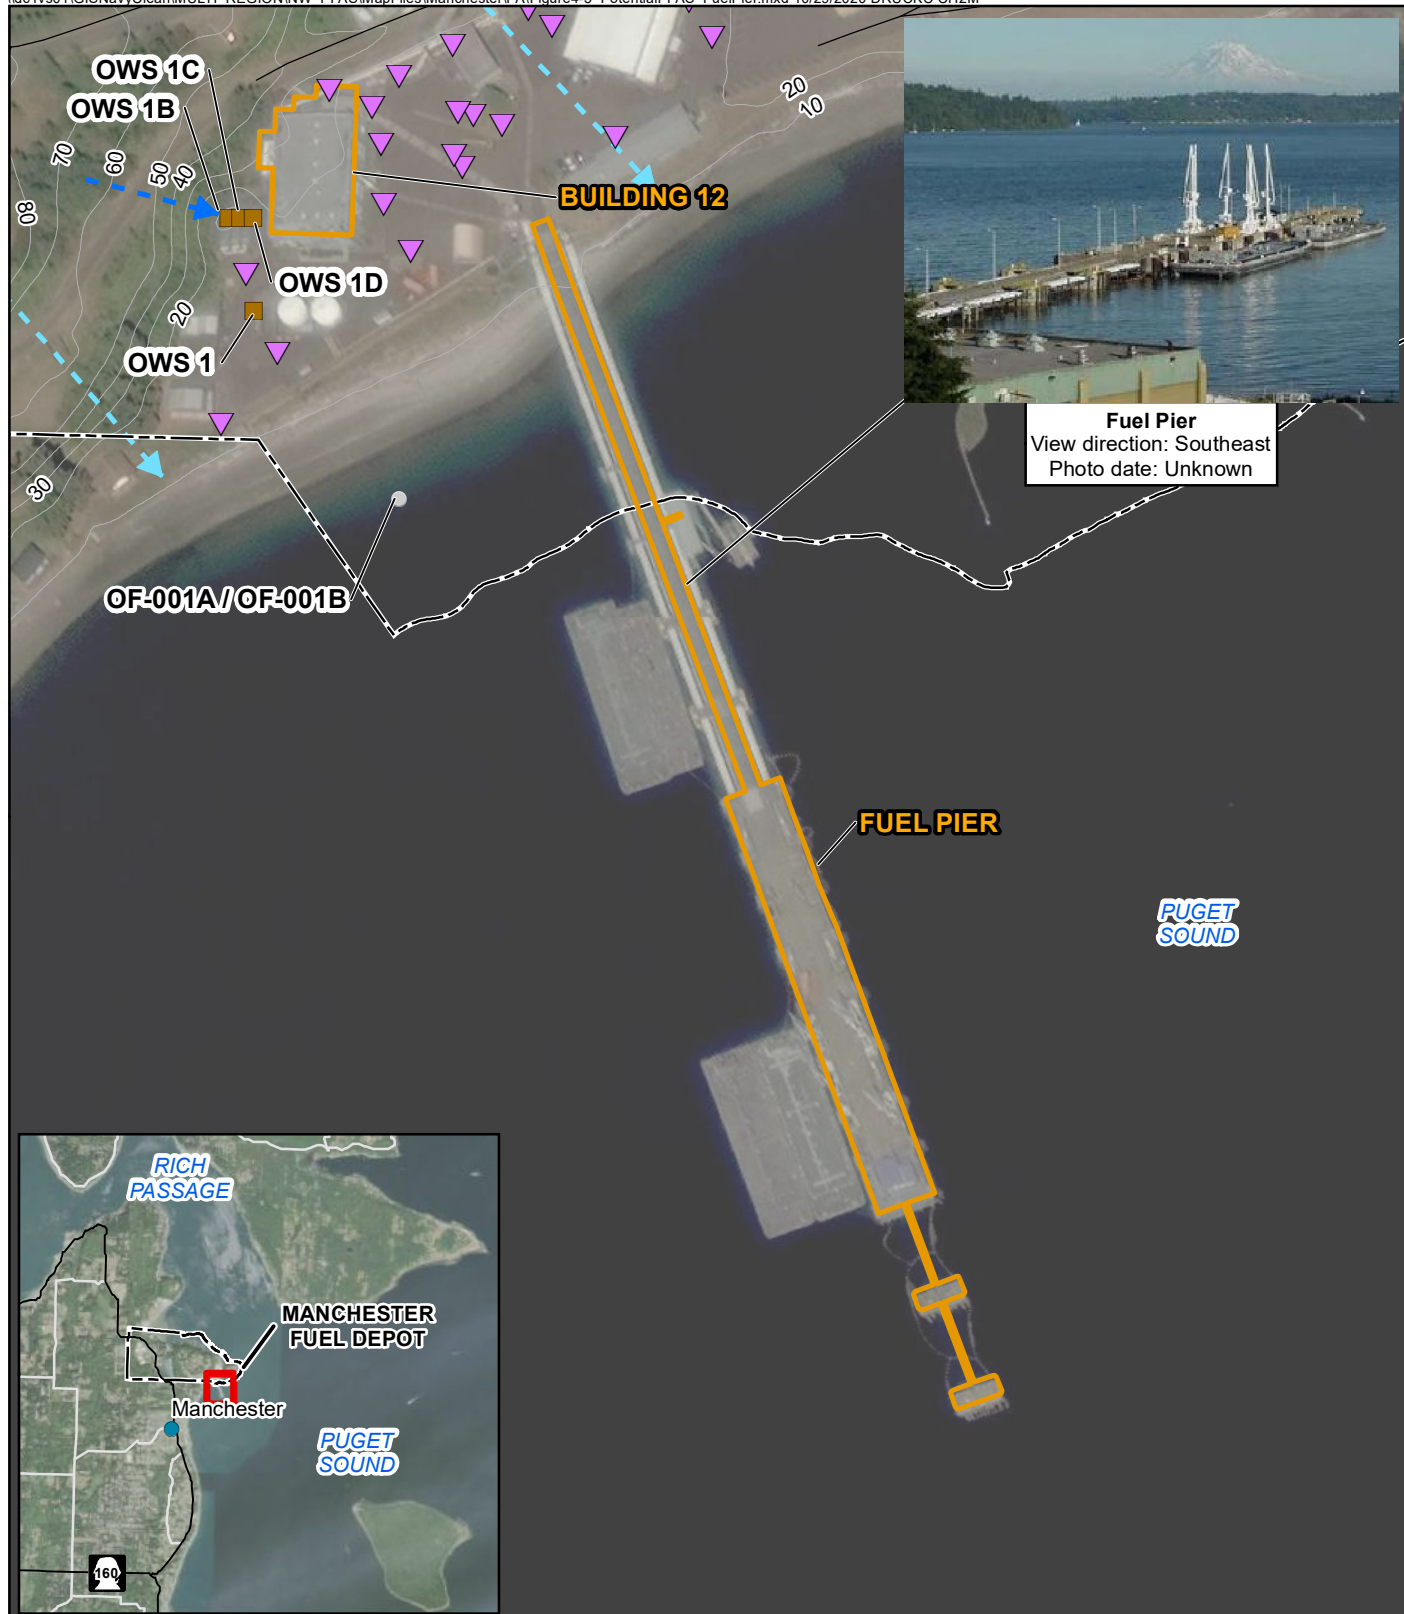 OWS 1C
OWS 1B
70
60
50
40
80
20
10
BUILDING 12
OWS 1D
20
OWS 1
30
Fuel Pier
View direction: Southeast
Photo date: Unknown
OF-001A / OF-001B
FUEL PIER
PUGET
SOUND
RICH
PASSAGE
MANCHESTER
FUEL DEPOT
Manchester
PUGET
SOUND
160